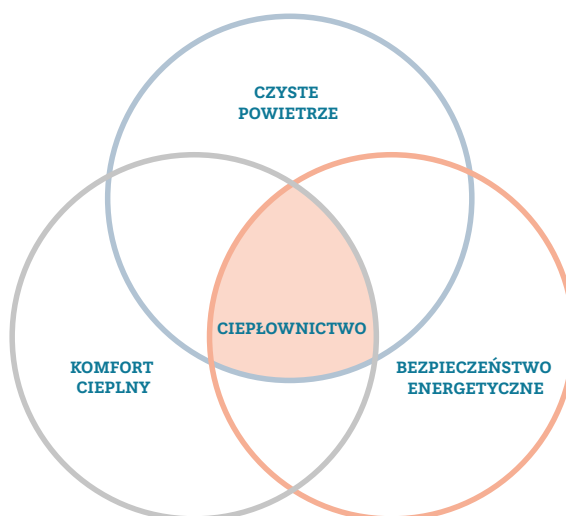 CZYSTE
POWIETRZE
CIEPŁOWNICTWO
KOMFORT
CIEPLNY
BEZPIECZEŃSTWO
ENERGETYCZNE